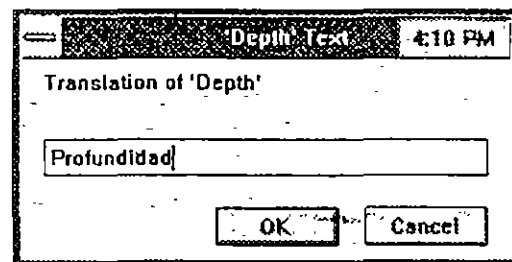 'Depth' Text 4:10 PM
Translation of 'Depth'
Profundidad
OK Cancel